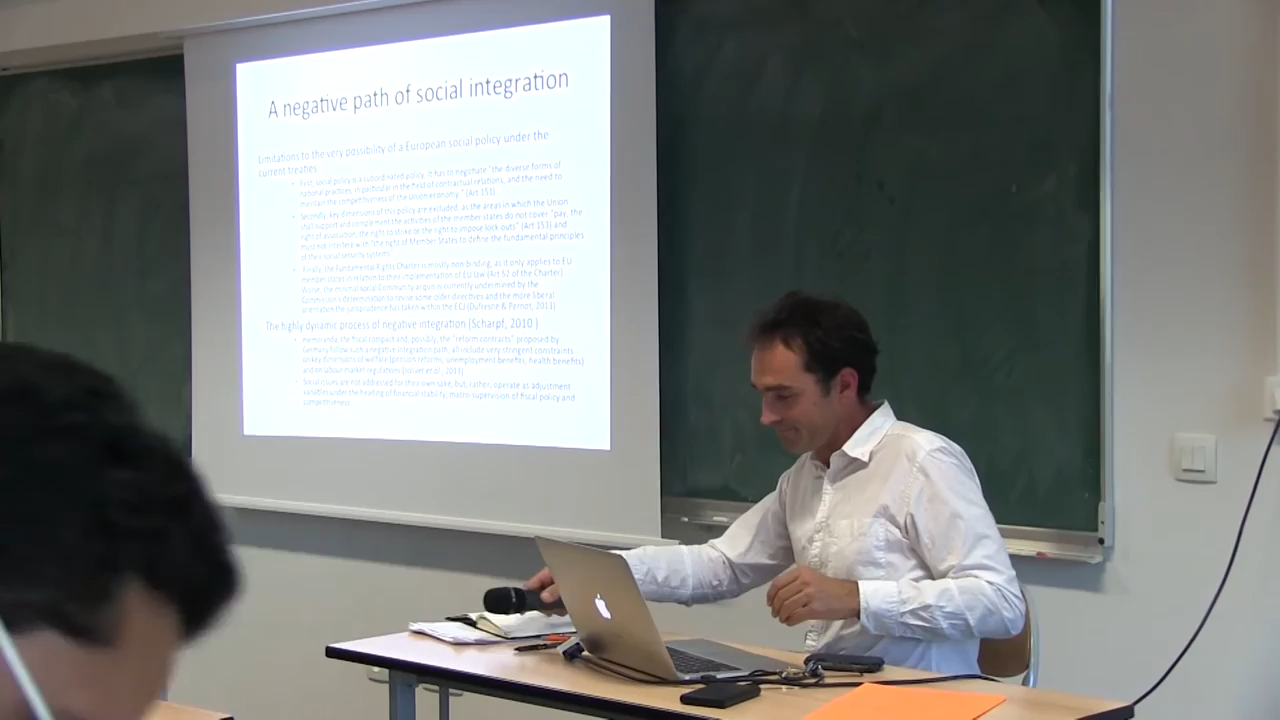 A negative path of social integration
Limitations to the very possibility of a European social policy under the
current treaties
• First, social policy is a subordinated policy. It has to negotiate "the diverse forms of
national practices, in particular in the field of contractual relations, and the need to
maintain the competitiveness of the Union economy." (Art 151)
• Secondly, key dimensions of this policy are excluded, as the areas in which the Union
shall support and complement the activities of the member states do not cover "pay, the
right of association, the right to strike or the right to impose lock-outs" (Art 153) and
must not interfere with "the right of Member States to define the fundamental principles
of their social security systems"
• Finally, the Fundamental Rights Charter is mostly non binding, as it only applies to EU
member states in relation to their implementation of EU law (Art 52 of the Charter)
Worse, the minimal social Community acquis is currently undermined by the
Commission's determination to revise some older directives and the more liberal
orientation the jurisprudence has taken within the ECJ (Dufresne & Pernot, 2013)
The highly dynamic process of negative integration (Scharpf, 2010 )
• memoranda, the fiscal compact and, possibly, the "reform contracts" proposed by
Germany follow such a negative integration path; all include very stringent constraints
on key dimensions of welfare (pension reforms, unemployment benefits, health benefits)
and on labour market regulations 2013)
• Social issues are not addressed for their own sake, but, rather, operate as adjustment
variables under the heading of financial stability, macro-supervision of fiscal policy and
competitiveness